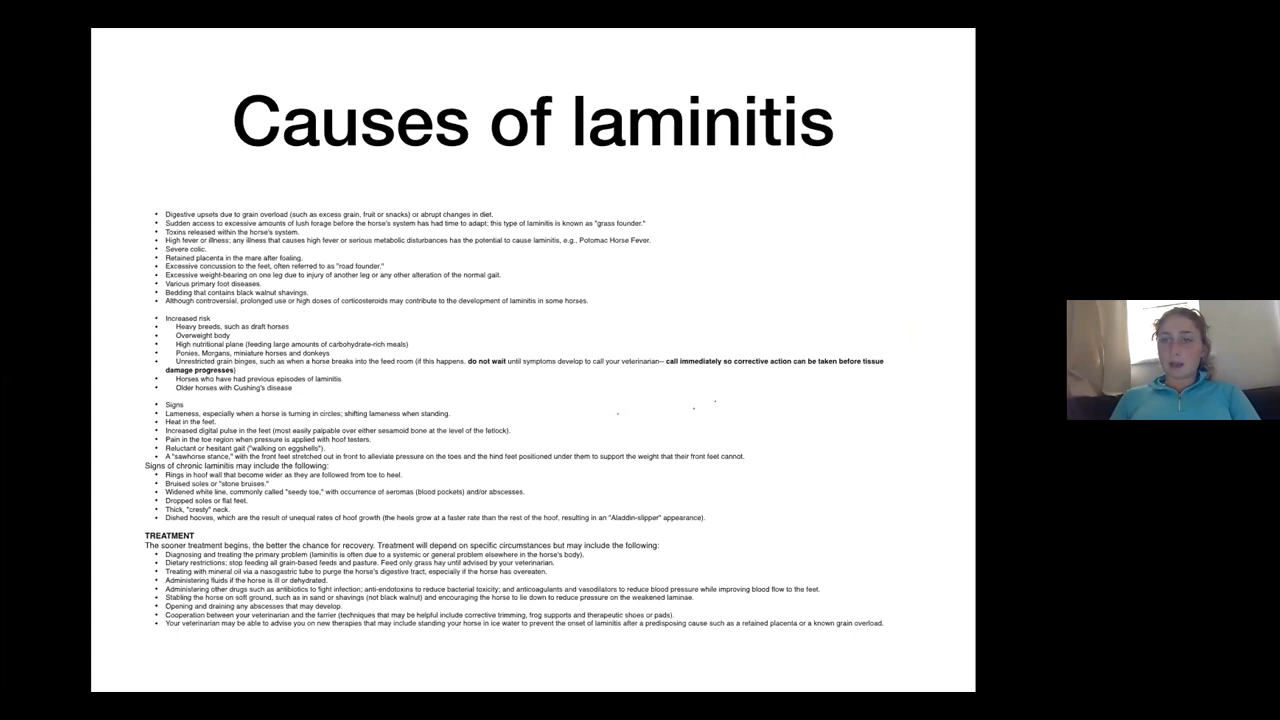 Causes of laminitis
• Digestive upsets due to grain overload (such as excess grain, fruit or snacks) or abrupt changes in diet.
• Sudden access to excessive amounts of lush forage before the horse's system has had time to adapt; this type of laminitis is known as "grass founder."
• Toxins released within the horse's system.
• High fever or illness; any illness that causes high fever or serious metabolic disturbances has the potential to cause laminitis, e.g., Potomac Horse Fever.
• Severe colic.
• Retained placenta in the mare after foaling.
• Excessive concussion to the feet, often referred to as "road founder."
• Excessive weight-bearing on one leg due to injury of another leg or any other alteration of the normal gait.
• Various primary foot diseases.
• Bedding that contains black walnut shavings.
• Although controversial, prolonged use or high doses of corticosteroids may contribute to the development of laminitis in some horses.
• Increased risk
• Heavy breeds, such as draft horses
• Overweight body
• High nutritional plane (feeding large amounts of carbohydrate-rich meals)
• Ponies, Morgans, miniature horses and donkeys
• Unrestricted grain binges, such as when a horse breaks into the feed room (if this happens. do not wait until symptoms develop to call your veterinarian-- call immediately so corrective action can be taken before tissue
damage progresses)
• Horses who have had previous episodes of laminitis
• Older horses with Cushing's disease
• Signs
• Lameness, especially when a horse is turning in circles; shifting lameness when standing.
• Heat in the feet.
• Increased digital pulse in the feet (most easily palpable over either sesamoid bone at the level of the fetlock).
• Pain in the toe region when pressure is applied with hoof testers.
• Reluctant or hesitant gait ("walking on eggshells").
• A "sawhorse stance," with the front feet stretched out in front to alleviate pressure on the toes and the hind feet positioned under them to support the weight that their front feet cannot.
Signs of chronic laminitis may include the following:
• Rings in hoof wall that become wider as they are followed from toe to heel.
• Bruised soles or "stone bruises."
• Widened white line, commonly called "seedy toe," with occurrence of aeromas (blood pockets) and/or abscesses.
• Dropped soles or flat feet.
• Thick, "cresty" neck.
• Dished hooves, which are the result of unequal rates of hoof growth (the heels grow at a faster rate than the rest of the hoof, resulting in an "Aladdin-slipper" appearance).
TREATMENT
The sooner treatment begins, the better the chance for recovery. Treatment will depend on specific circumstances but may include the following:
• Diagnosing and treating the primary problem (laminitis is often due to a systemic or general problem elsewhere in the horse's body).
• Dietary restrictions; stop feeding all grain-based feeds and pasture. Feed only grass hay until advised by your veterinarian.
• Treating with mineral oil via a nasogastric tube to purge the horse's digestive tract, especially if the horse has overeaten.
• Administering fluids if the horse is ill or dehydrated.
• Administering other drugs such as antibiotics to fight infection; anti-endotoxins to reduce bacterial toxicity; and anticoagulants and vasodilators to reduce blood pressure while improving blood flow to the feet.
• Stabling the horse on soft ground, such as in sand or shavings (not black walnut) and encouraging the horse to lie down to reduce pressure on the weakened laminae.
• Opening and draining any abscesses that may develop.
• Cooperation between your veterinarian and the farrier (techniques that may be helpful include corrective trimming, frog supports and therapeutic shoes or pads).
• Your veterinarian may be able to advise you on new therapies that may include standing your horse in ice water to prevent the onset of laminitis after a predisposing cause such as a retained placenta or a known grain overload.